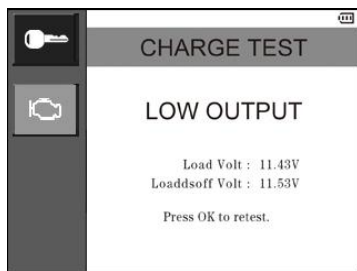 CHARGE TEST
LOW OUTPUT
Load Volt : 11.43V
Loaddsoff Volt : 11.53V
Press OK to retest.